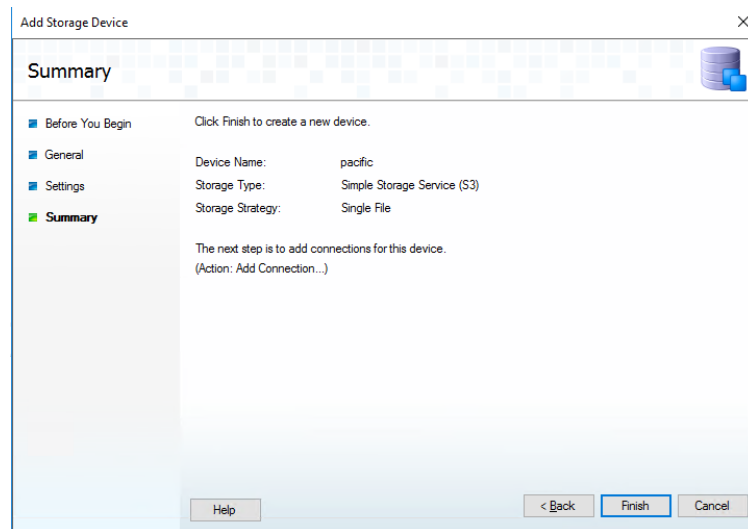 Add Storage Device
Summary
Before You Begin
General
Settings
Summary
Click Finish to create a new device.
Device Name: pacific
Storage Type: Simple Storage Service (S3)
Storage Strategy: Single File
The next step is to add connections for this device.
(Action: Add Connection...)
Help
< Back
Finish
Cancel